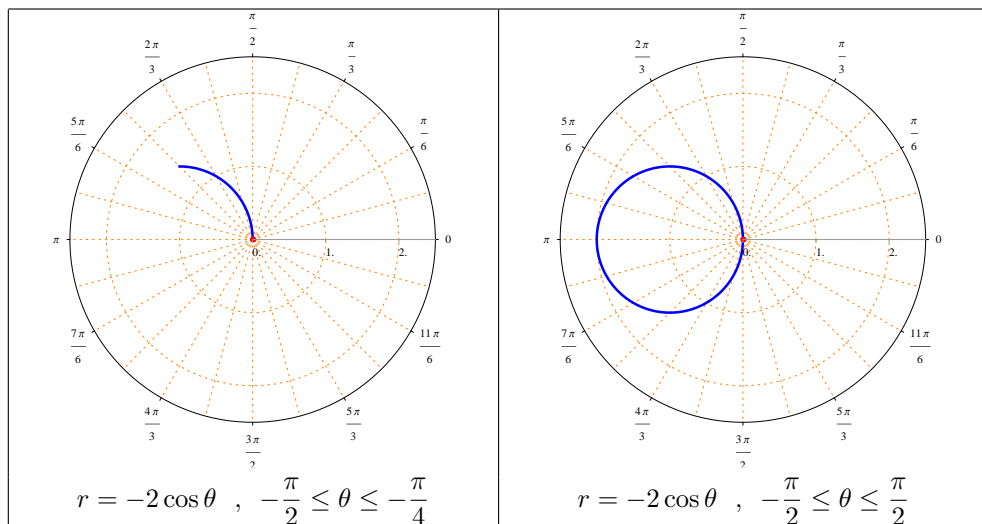 π/2
2π/3 π/3
5π/6 π/6
π 0. 1. 2. 0
7π/6 11π/6
4π/3 5π/3
3π/2
r = −2 cos θ , −π/2 ≤ θ ≤ −π/4
π/2
2π/3 π/3
5π/6 π/6
π 0. 1. 2. 0
7π/6 11π/6
4π/3 5π/3
3π/2
r = −2 cos θ , −π/2 ≤ θ ≤ π/2